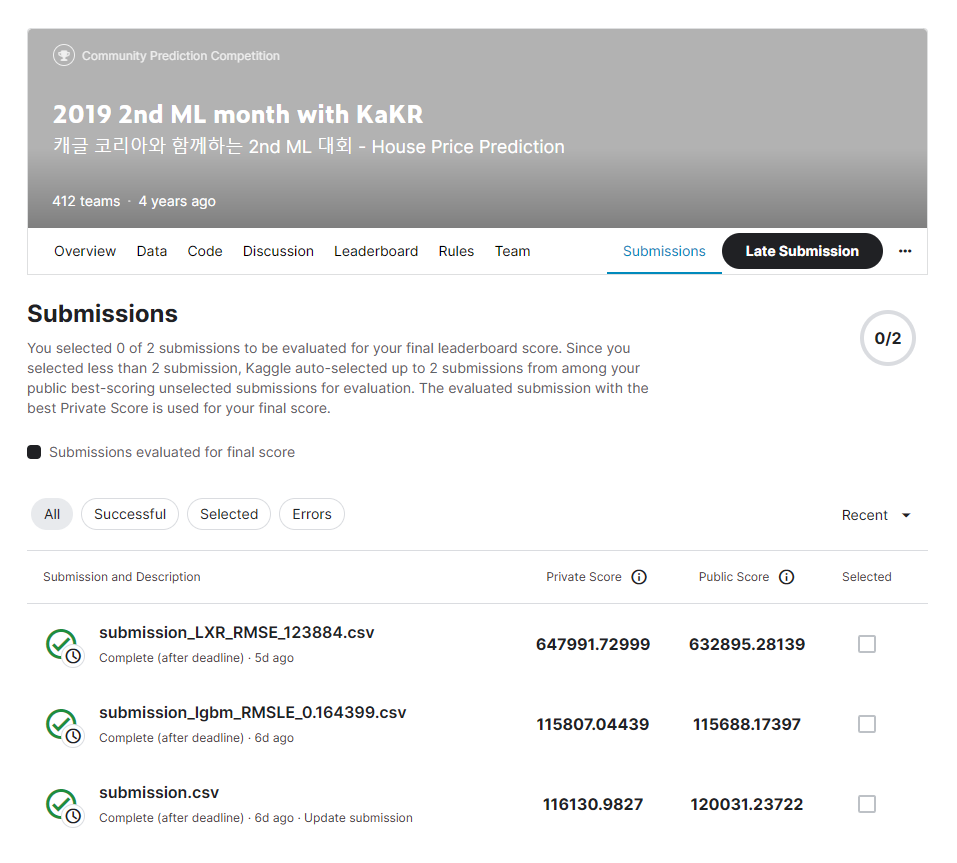 Community Prediction Competition
2019 2nd ML month with KaKR
캐글 코리아와 함께하는 2nd ML 대회 - House Price Prediction
412 teams · 4 years ago
Overview Data Code Discussion Leaderboard Rules Team Submissions Late Submission ...
Submissions
0/2
You selected 0 of 2 submissions to be evaluated for your final leaderboard score. Since you
selected less than 2 submission, Kaggle auto-selected up to 2 submissions from among your
public best-scoring unselected submissions for evaluation. The evaluated submission with the
best Private Score is used for your final score.
Submissions evaluated for final score
All Successful Selected Errors Recent
Submission and Description Private Score Public Score Selected
submission_LXR_RMSE_123884.csv
647991.72999 632895.28139
Complete (after deadline) · 5d ago
submission_lgbm_RMSLE_0.164399.csv
115807.04439 115688.17397
Complete (after deadline) · 6d ago
submission.csv
116130.9827 120031.23722
Complete (after deadline) · 6d ago · Update submission